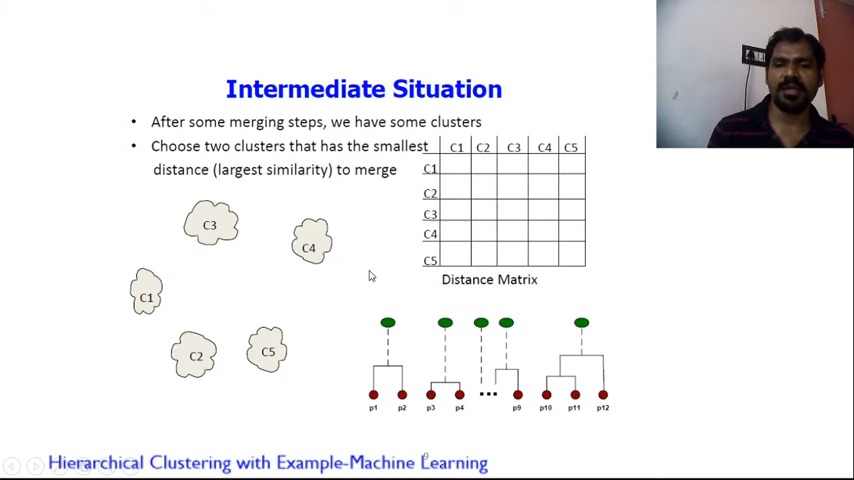 Intermediate Situation
• After some merging steps, we have some clusters
• Choose two clusters that has the smallest
distance (largest similarity) to merge
C1 C2 C3 C4 C5
C1
C2
C3
C4
C5
Distance Matrix
C3
C4
C1
C2
C5
...
p1 p2 p3 p4 p9 p10 p11 p12
9
Hierarchical Clustering with Example-Machine Learning